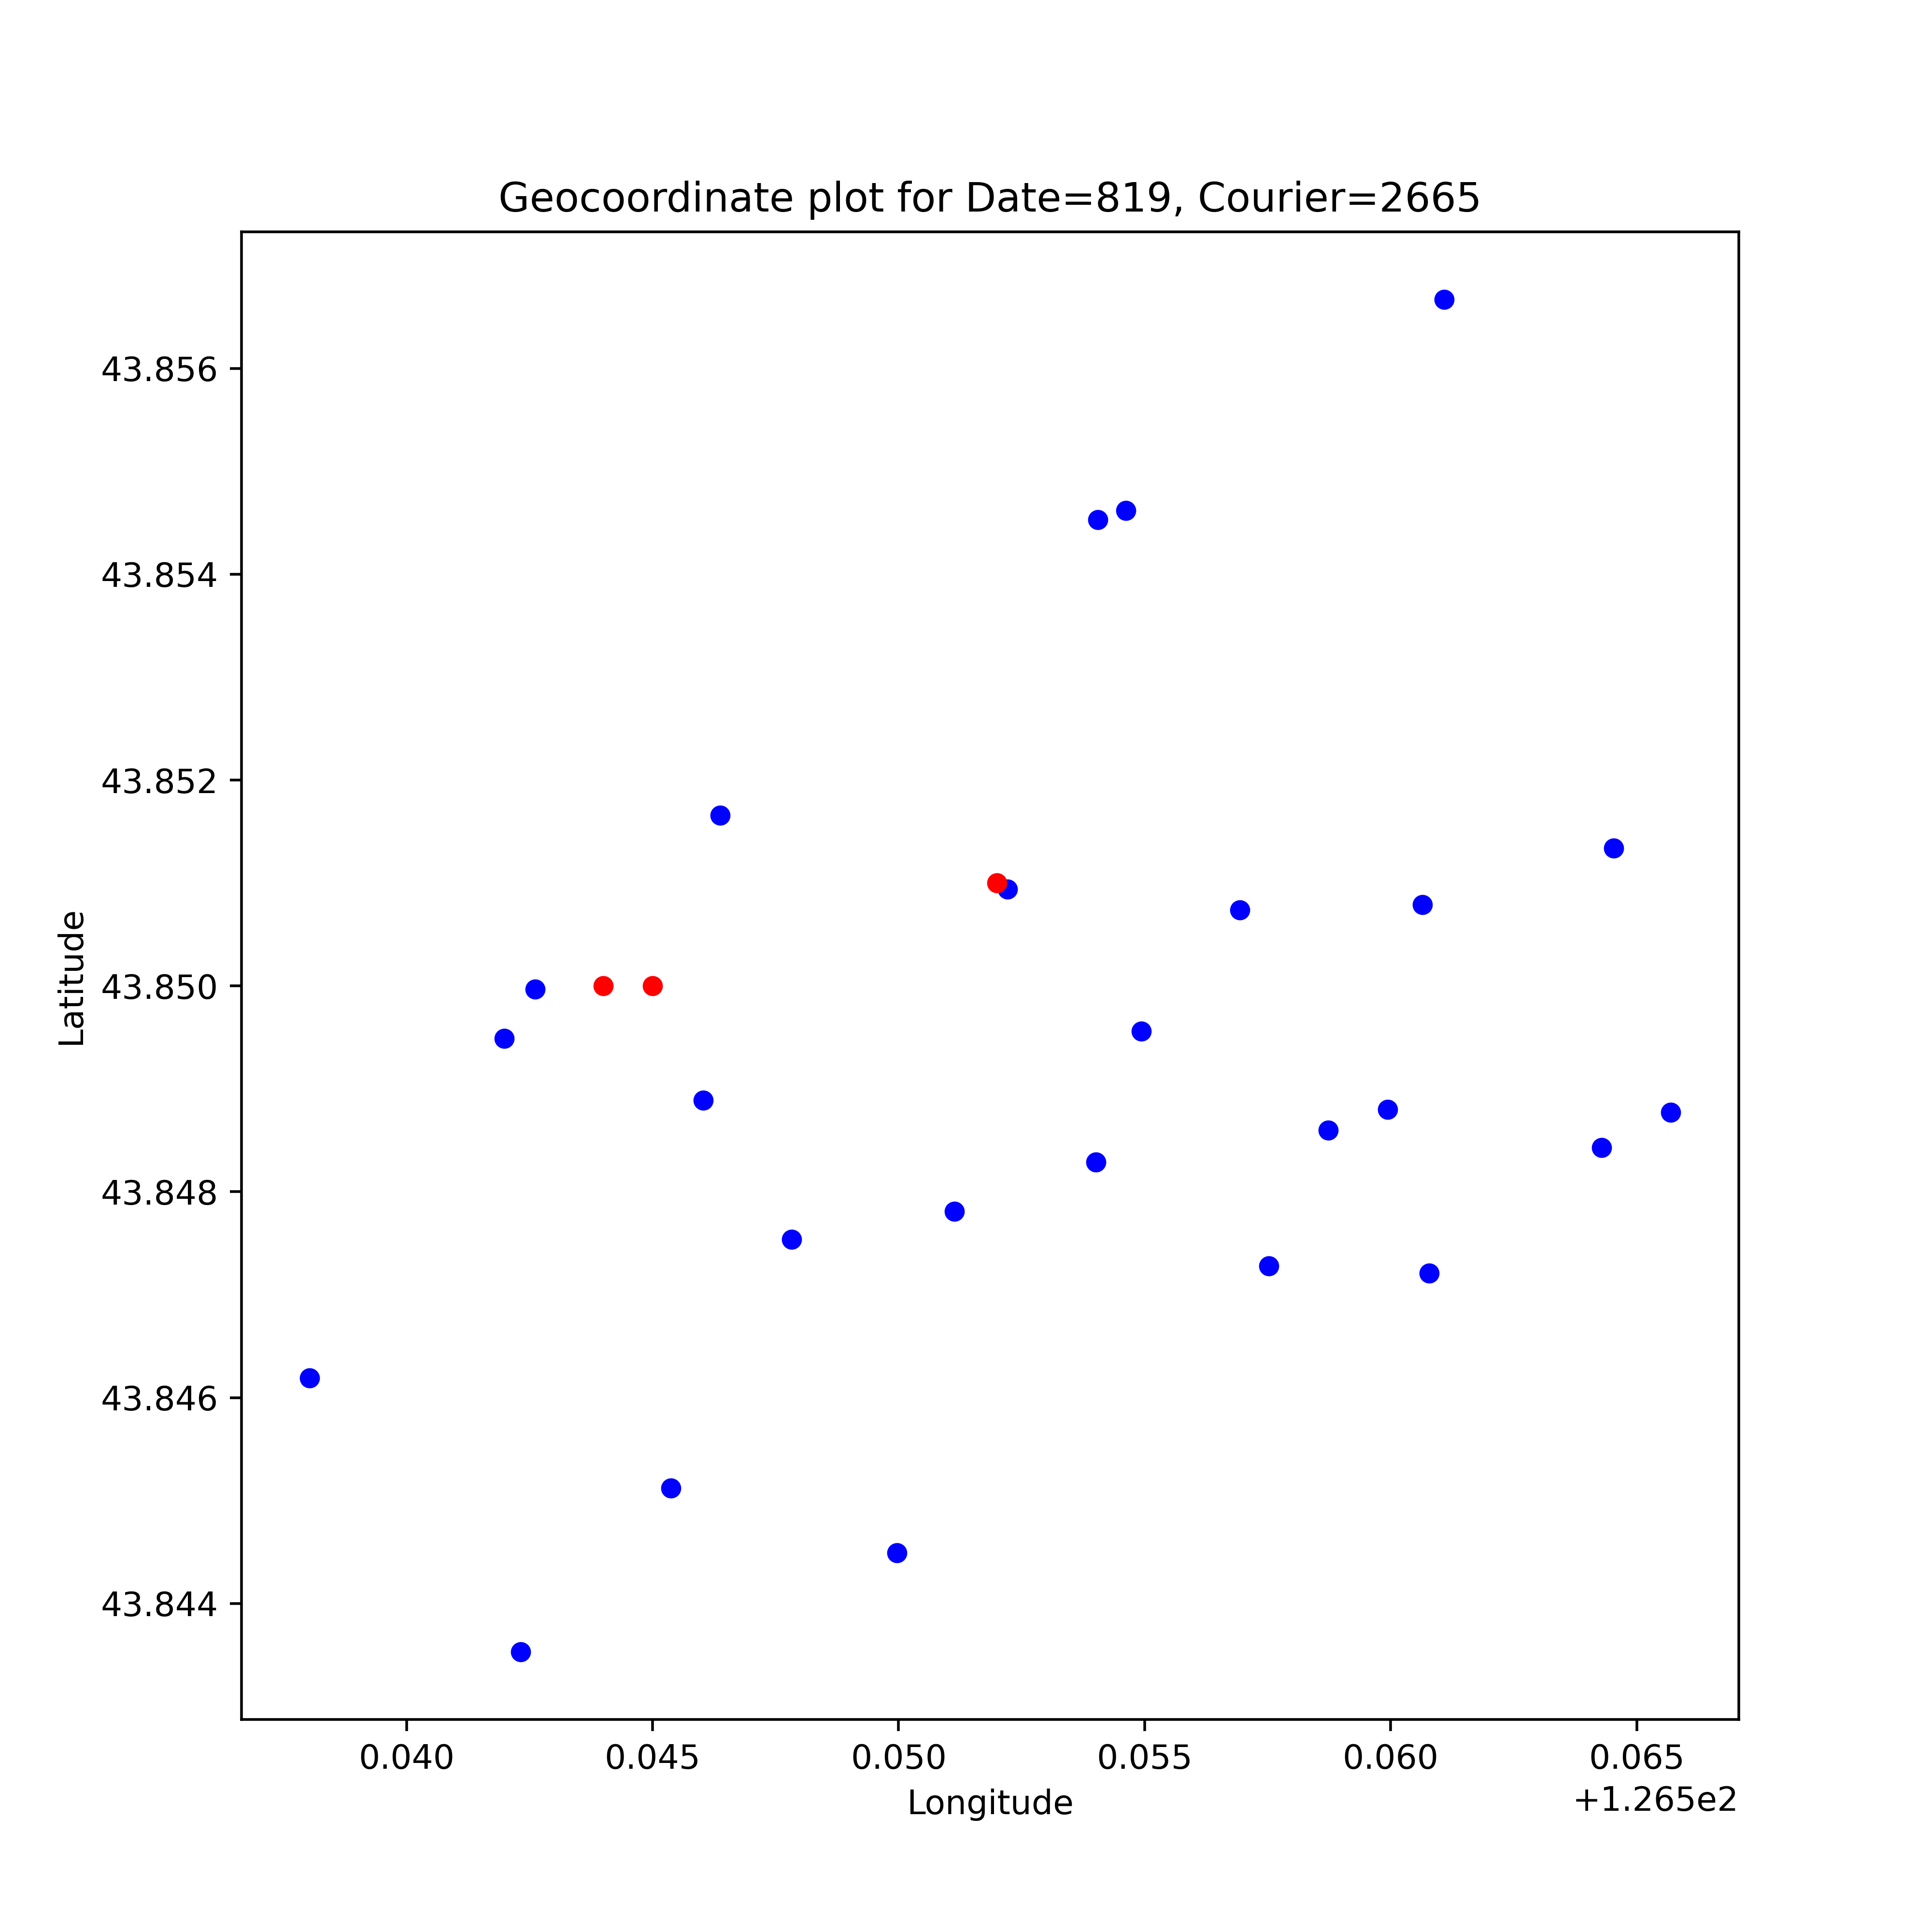 Geocoordinate plot for Date=819, Courier=2665
43.856
43.854
43.852
43.850
43.848
43.846
43.844
Latitude
0.040 0.045 0.050 0.055 0.060 0.065
+1.265e2
Longitude